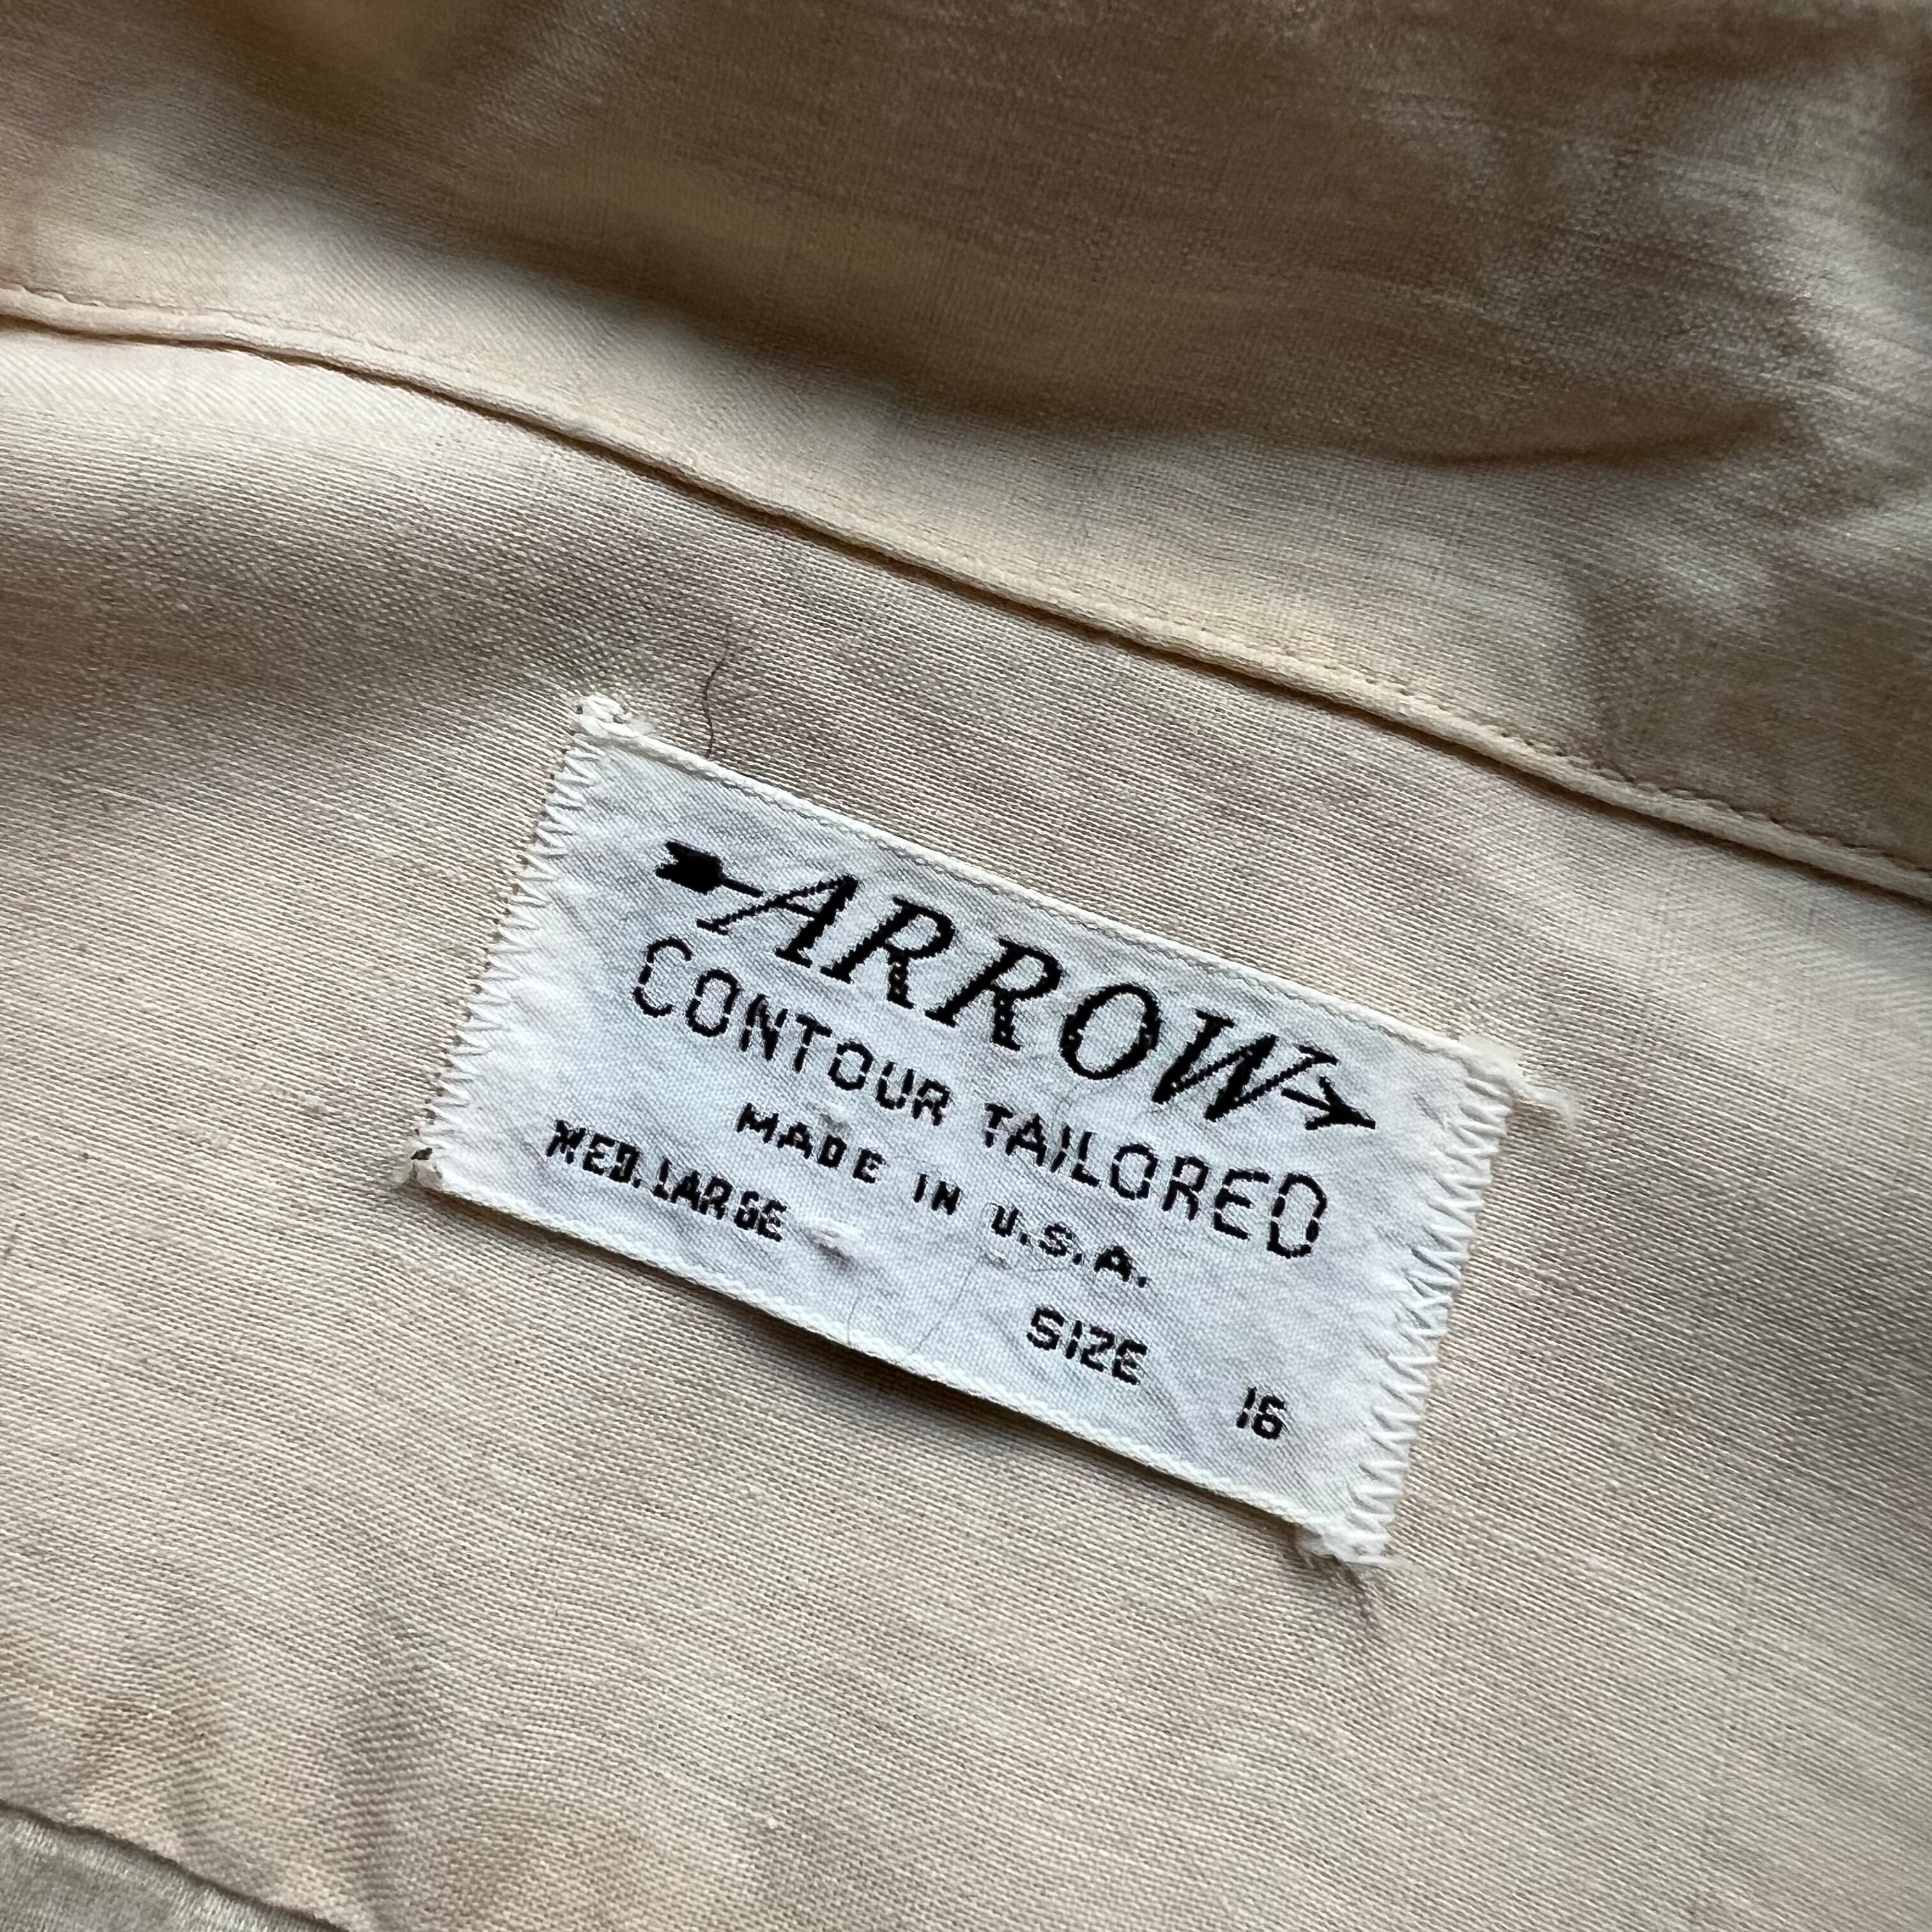 ARROW
CONTOUR TAILORED
MADE IN U.S.A.
MED. LARGE
SIZE 16